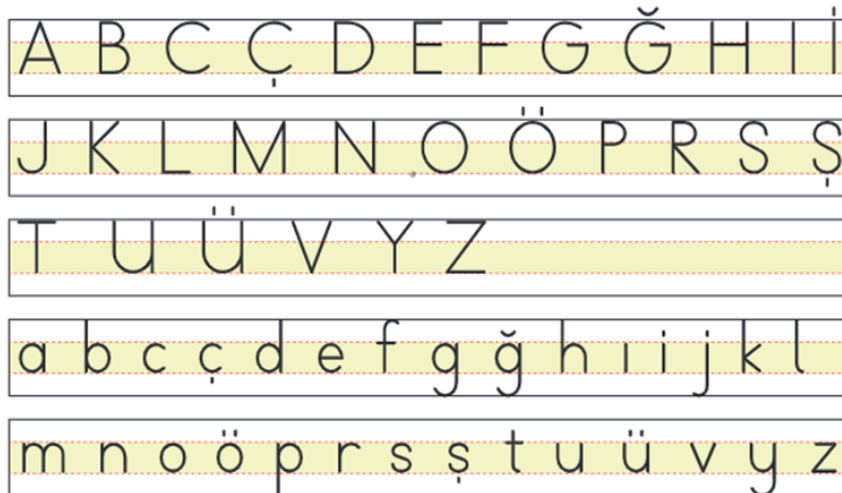 A B C Ç D E F G Ğ H I İ
J K L M N O Ö P R S Ş
T U Ü V Y Z
a b c ç d e f g ğ h ı i j k l
m n o ö p r s ş t u ü v y z